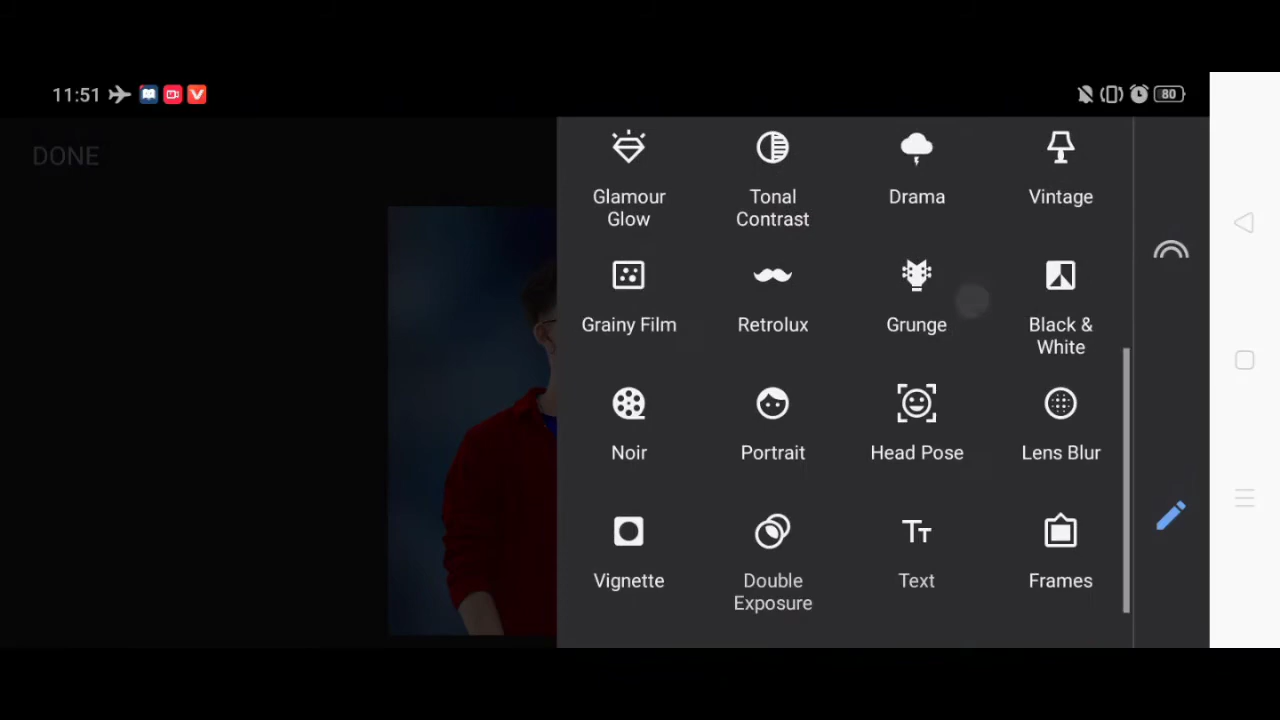 11:51
80
DONE
Glamour
Glow
Tonal
Contrast
Drama
Vintage
Grainy Film
Retrolux
Grunge
Black &
White
Noir
Portrait
Head Pose
Lens Blur
Vignette
Double
Exposure
Text
Frames